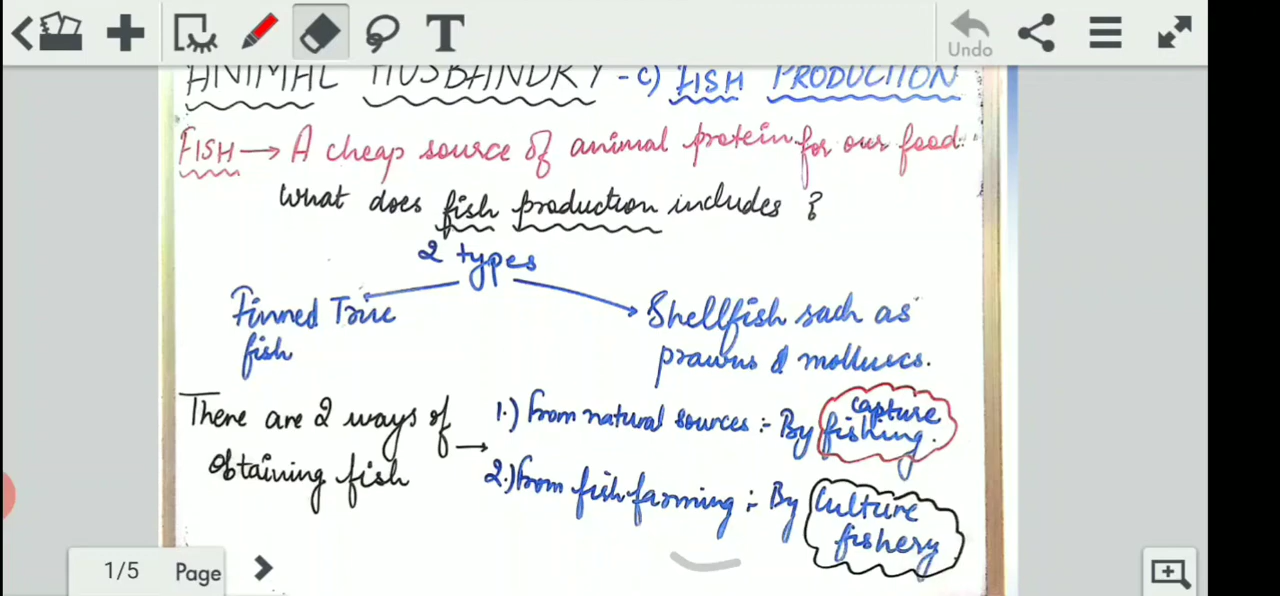 Undo
ANIMAL HUSBANDRY - C) FISH PRODUCTION
FISH → A cheap source of animal protein for our food.
What does fish production includes ?
2 types
Finned True fish
Shellfish such as prawns & molluscs.
There are 2 ways of obtaining fish →
1.) From natural sources :- By capture fishing.
2.) From fish farming :- By Culture fishery
1/5 Page